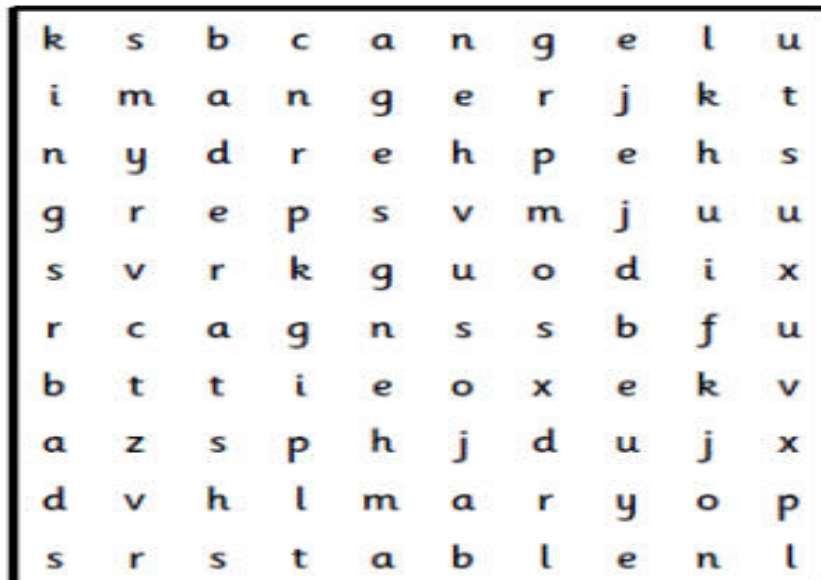 k s b c a n g e l u
i m a n g e r j k t
n y d r e h p e h s
g r e p s v m j u u
s v r k g u o d i x
r c a g n s s b f u
b t t i e o x e k v
a z s p h j d u j x
d v h l m a r y o p
s r s t a b l e n l